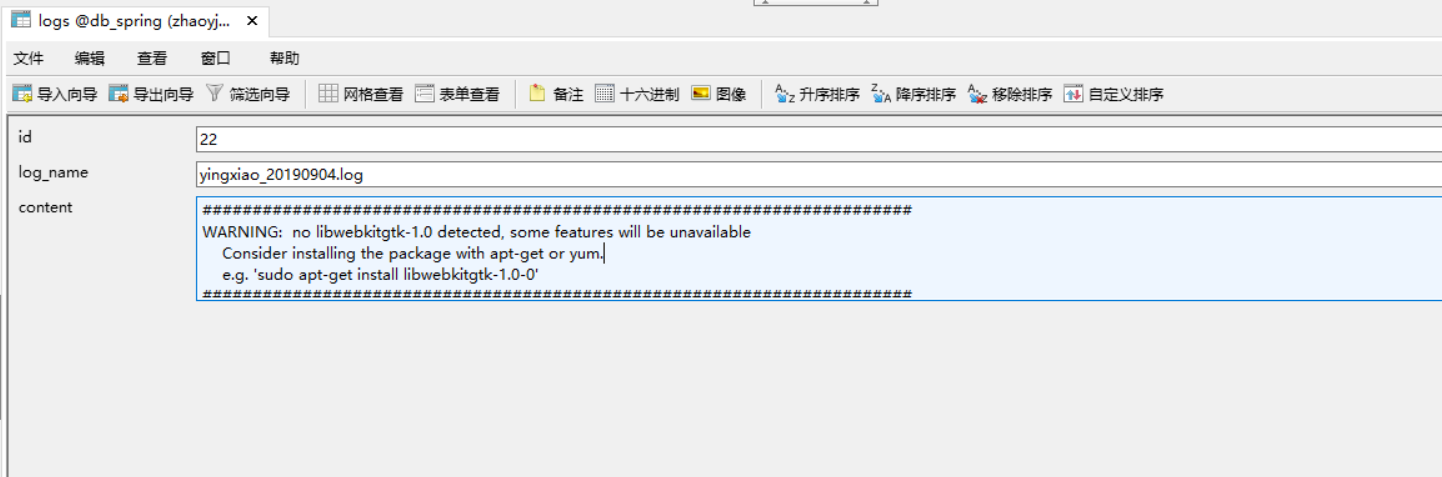 logs @db_spring (zhaoyj...
文件 编辑 查看 窗口 帮助
导入向导 导出向导 筛选向导 网格查看 表单查看 备注 十六进制 图像 升序排序 降序排序 移除排序 自定义排序
id 22
log_name yingxiao_20190904.log
content #######################################################################
WARNING:  no libwebkitgtk-1.0 detected, some features will be unavailable
Consider installing the package with apt-get or yum.
e.g. 'sudo apt-get install libwebkitgtk-1.0-0'
#######################################################################